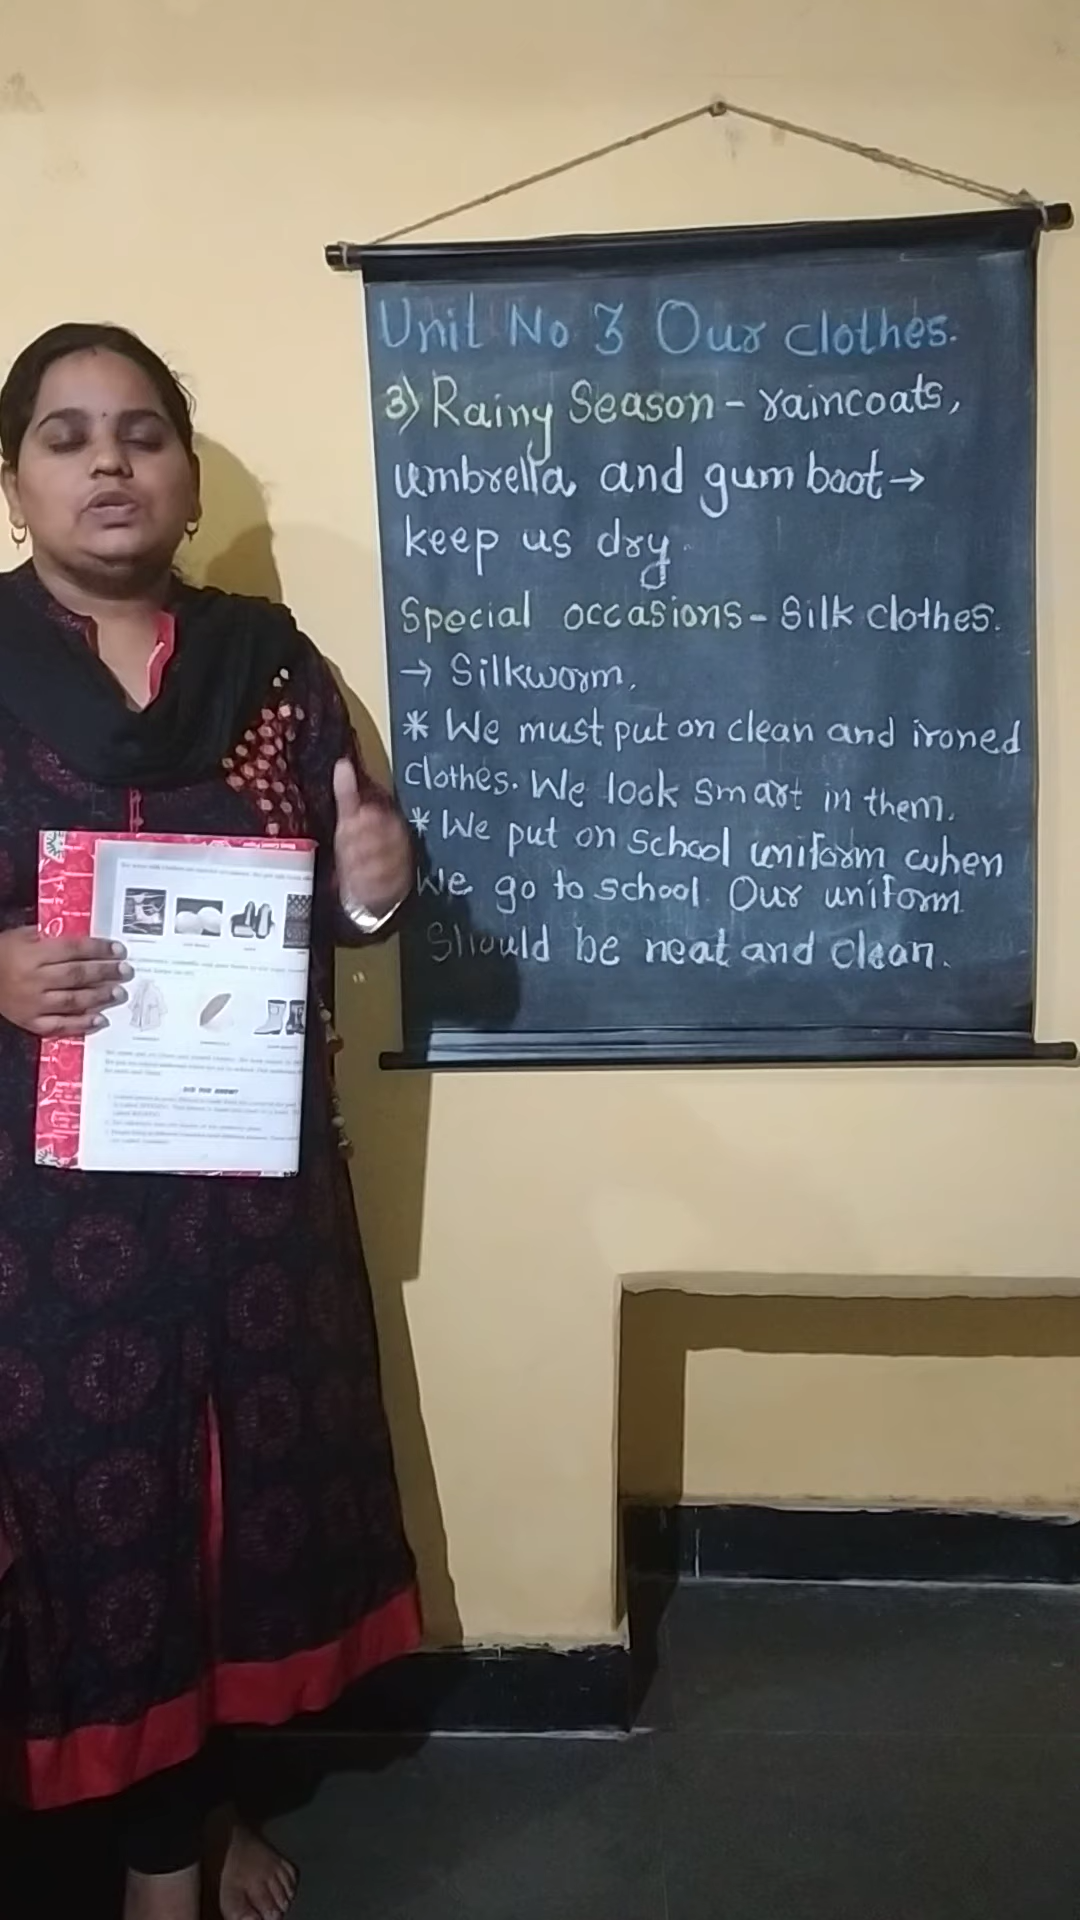 Unit No 3 Our clothes.
3) Rainy Season - raincoats,
umbrella and gum boot →
keep us dry.
Special occasions - Silk clothes.
→ Silkworm.
* We must put on clean and ironed
clothes. We look smart in them.
* We put on school uniform when
we go to school. Our uniform
Should be neat and clean.